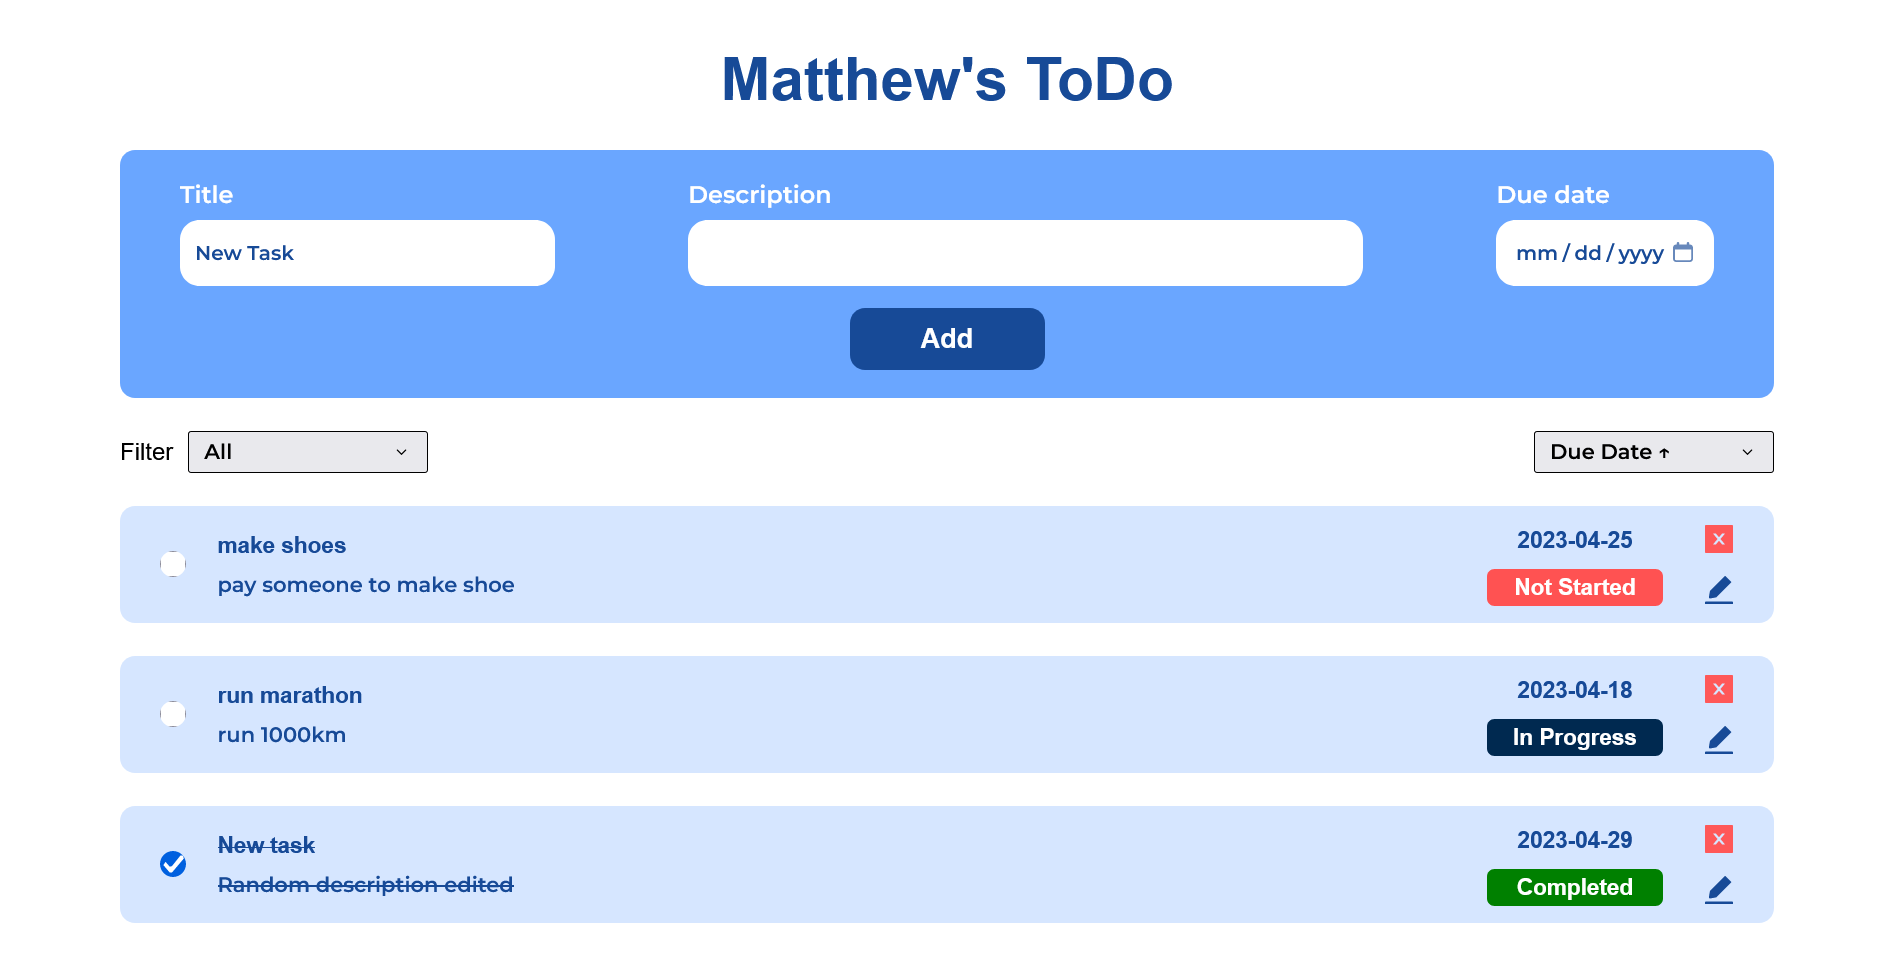 Matthew's ToDo
Title
Description
Due date
New Task
mm / dd / yyyy
Add
Filter
All
Due Date ↑
make shoes
pay someone to make shoe
2023-04-25
X
Not Started
run marathon
run 1000km
2023-04-18
X
In Progress
New task
Random description edited
2023-04-29
X
Completed